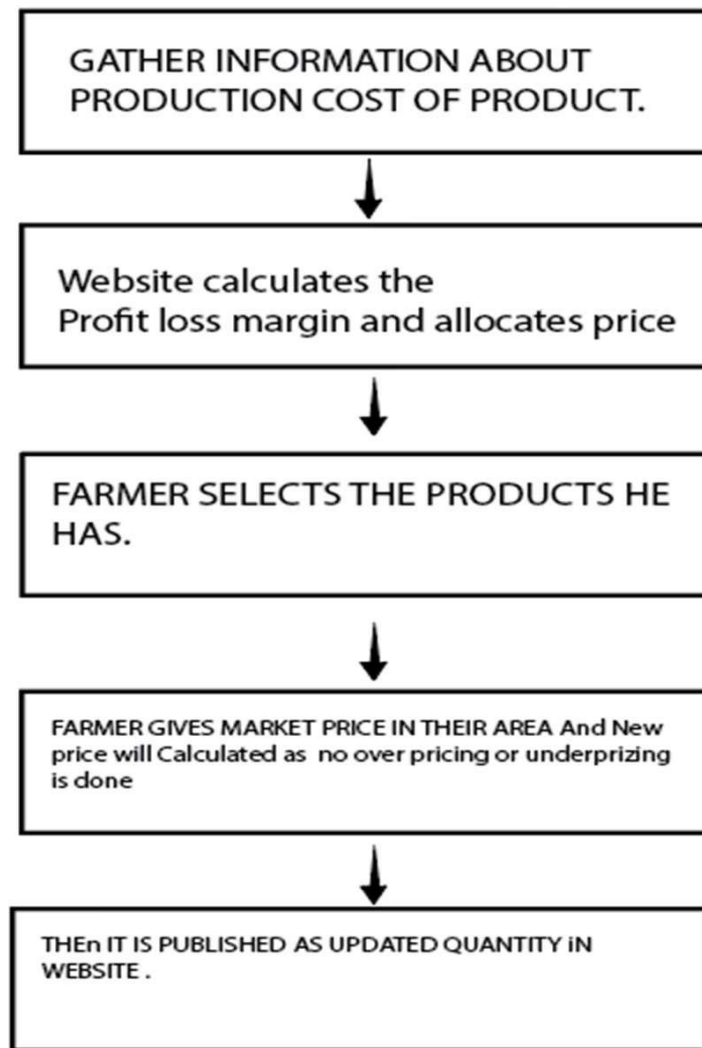 GATHER INFORMATION ABOUT
PRODUCTION COST OF PRODUCT.
Website calculates the
Profit loss margin and allocates price
FARMER SELECTS THE PRODUCTS HE
HAS.
FARMER GIVES MARKET PRICE IN THEIR AREA And New
price will Calculated as no over pricing or underprizing
is done
THEn IT IS PUBLISHED AS UPDATED QUANTITY iN
WEBSITE .